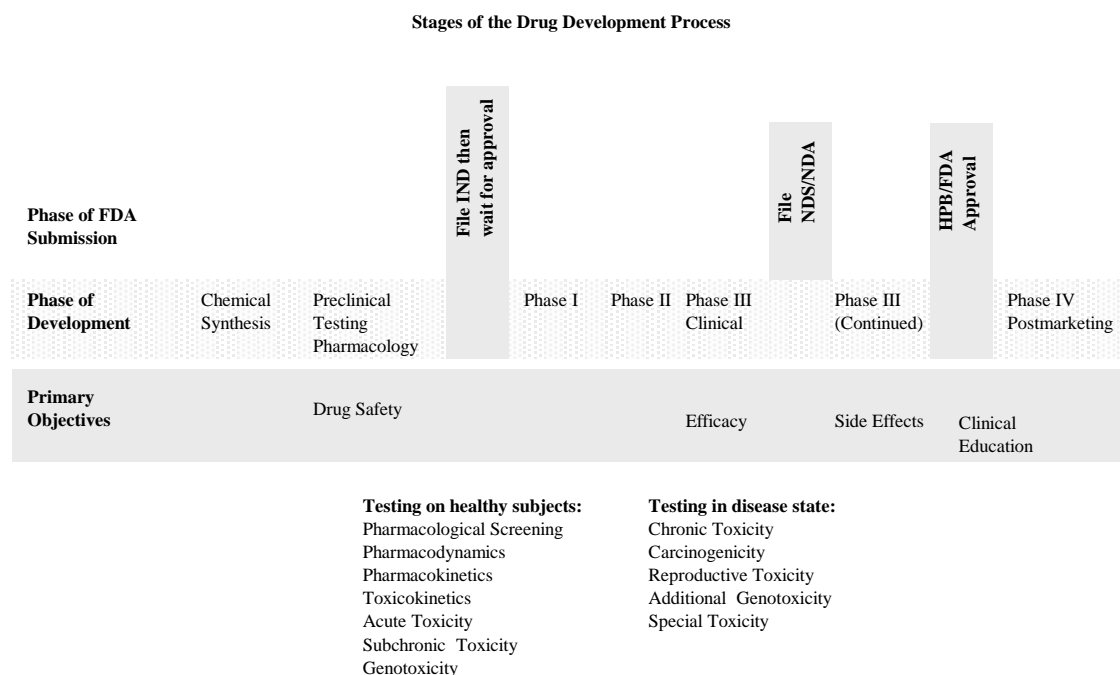 Stages of the Drug Development Process
File IND then
wait for approval
File
NDS/NDA
HPB/FDA
Approval
Phase of FDA
Submission
Phase of
Development
Chemical
Synthesis
Preclinical
Testing
Pharmacology
Phase I
Phase II
Phase III
Clinical
Phase III
(Continued)
Phase IV
Postmarketing
Primary
Objectives
Drug Safety
Efficacy
Side Effects
Clinical
Education
Testing on healthy subjects:
Pharmacological Screening
Pharmacodynamics
Pharmacokinetics
Toxicokinetics
Acute Toxicity
Subchronic Toxicity
Genotoxicity
Testing in disease state:
Chronic Toxicity
Carcinogenicity
Reproductive Toxicity
Additional Genotoxicity
Special Toxicity